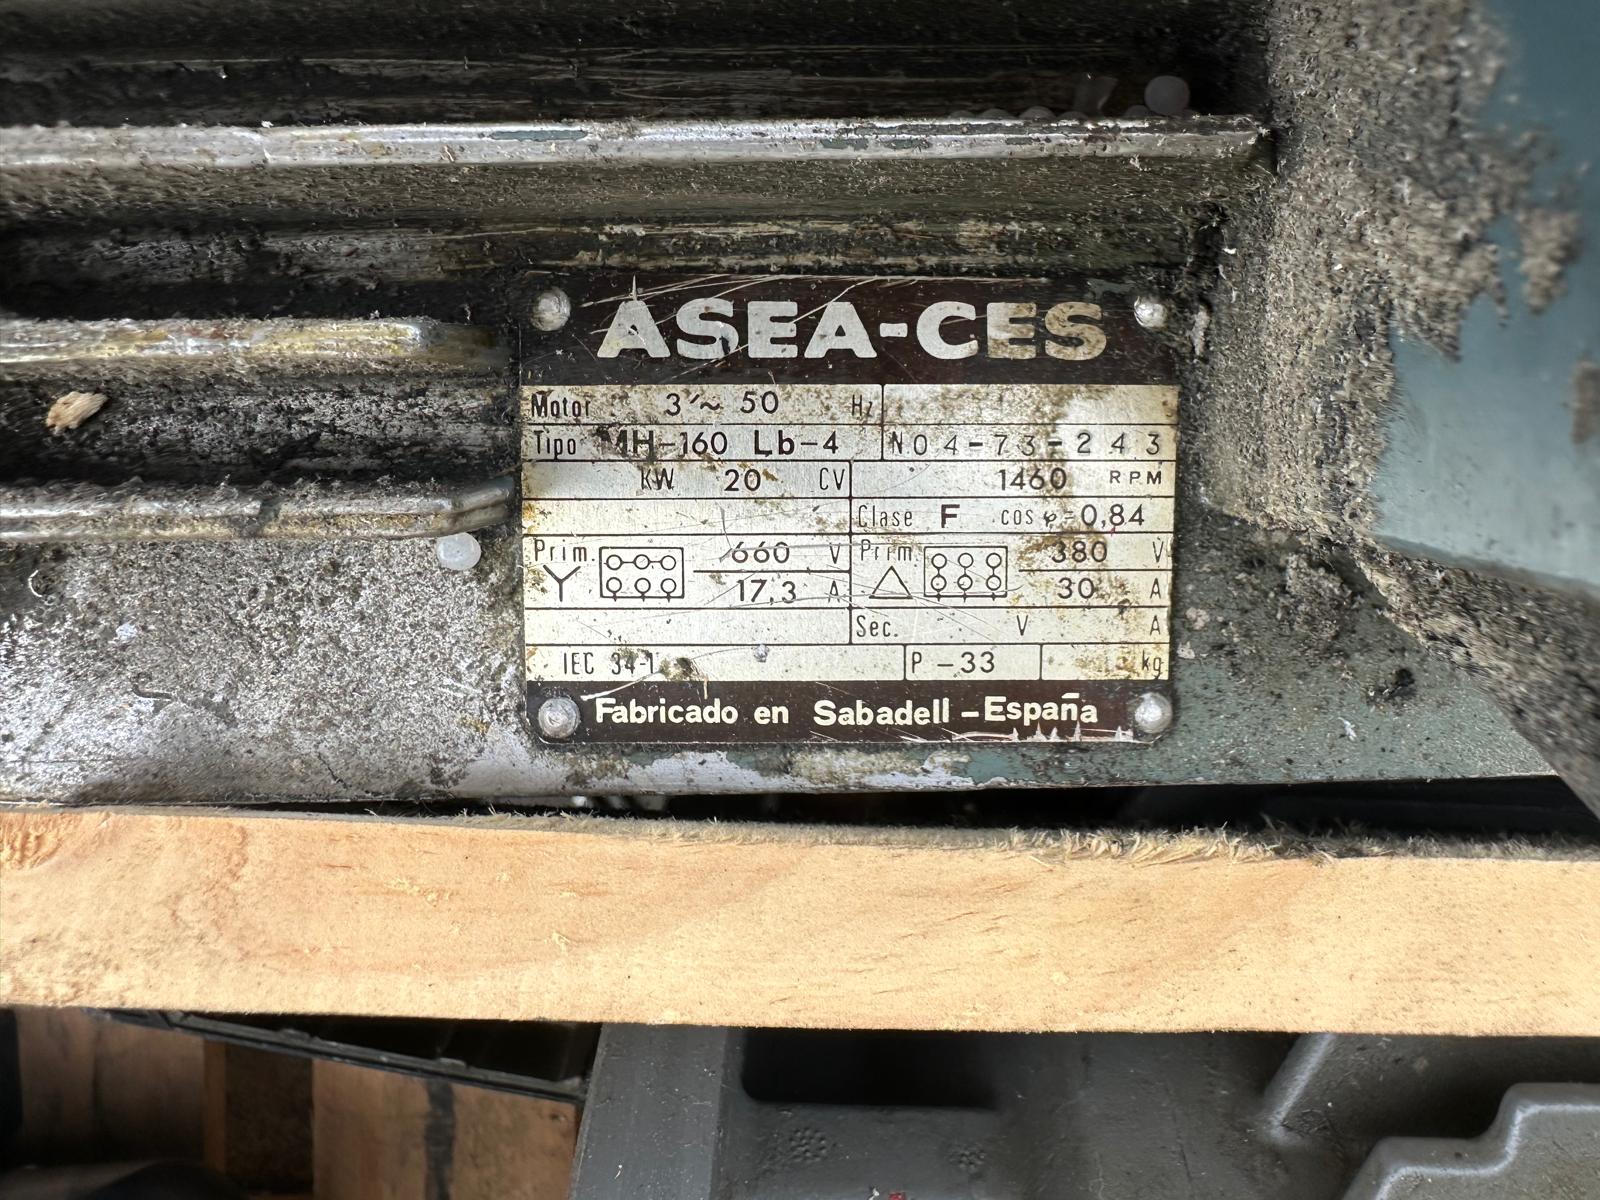 ASEA-CES
Motor 3 ~ 50 Hz
Tipo MH-160 Lb-4 No 4-73-243
KW 20 CV 1460 RPM
Clase F cos φ=0,84
Prim. Y 660 V Prim. △ 380 V
17,3 A 30 A
Sec. V A
IEC 34-1 P-33 kg
Fabricado en Sabadell - España